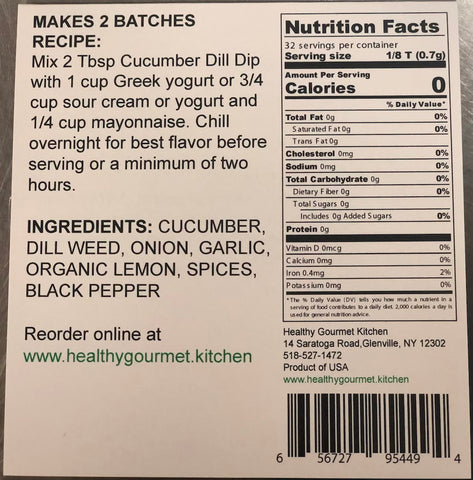 MAKES 2 BATCHES
RECIPE:
Mix 2 Tbsp Cucumber Dill Dip
with 1 cup Greek yogurt or 3/4
cup sour cream or yogurt and
1/4 cup mayonnaise. Chill
overnight for best flavor before
serving or a minimum of two
hours.
INGREDIENTS: CUCUMBER,
DILL WEED, ONION, GARLIC,
ORGANIC LEMON, SPICES,
BLACK PEPPER
Reorder online at
www.healthygourmet.kitchen
Nutrition Facts
32 servings per container
Serving size 1/8 T (0.7g)
Amount Per Serving
Calories 0
% Daily Value*
Total Fat 0g 0%
Saturated Fat 0g 0%
Trans Fat 0g
Cholesterol 0mg 0%
Sodium 0mg 0%
Total Carbohydrate 0g 0%
Dietary Fiber 0g 0%
Total Sugars 0g
Includes 0g Added Sugars 0%
Protein 0g
Vitamin D 0mcg 0%
Calcium 0mg 0%
Iron 0.4mg 2%
Potassium 0mg 0%
*The % Daily Value (DV) tells you how much a nutrient in a
serving of food contributes to a daily diet. 2,000 calories a day is
used for general nutrition advice.
Healthy Gourmet Kitchen
14 Saratoga Road,Glenville, NY 12302
518-527-1472
Product of USA
www.healthygourmet.kitchen
6 56727 95449 4